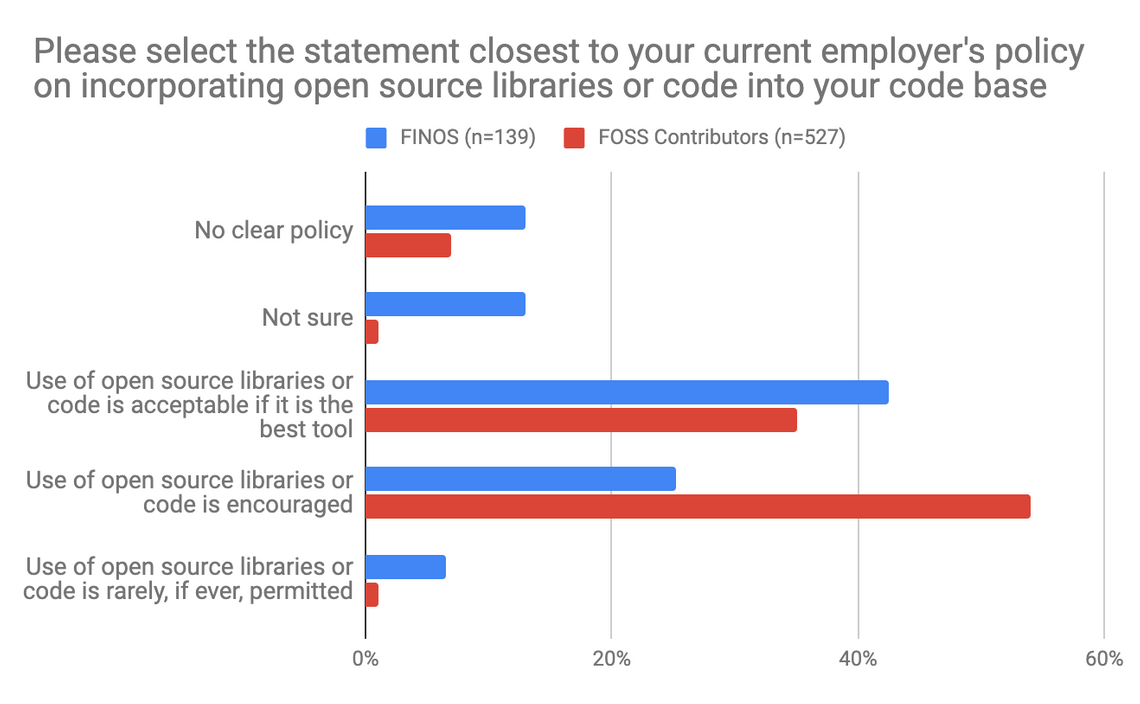 Please select the statement closest to your current employer's policy
on incorporating open source libraries or code into your code base
FINOS (n=139)
FOSS Contributors (n=527)
No clear policy
Not sure
Use of open source libraries or
code is acceptable if it is the
best tool
Use of open source libraries or
code is encouraged
Use of open source libraries or
code is rarely, if ever, permitted
0%
20%
40%
60%